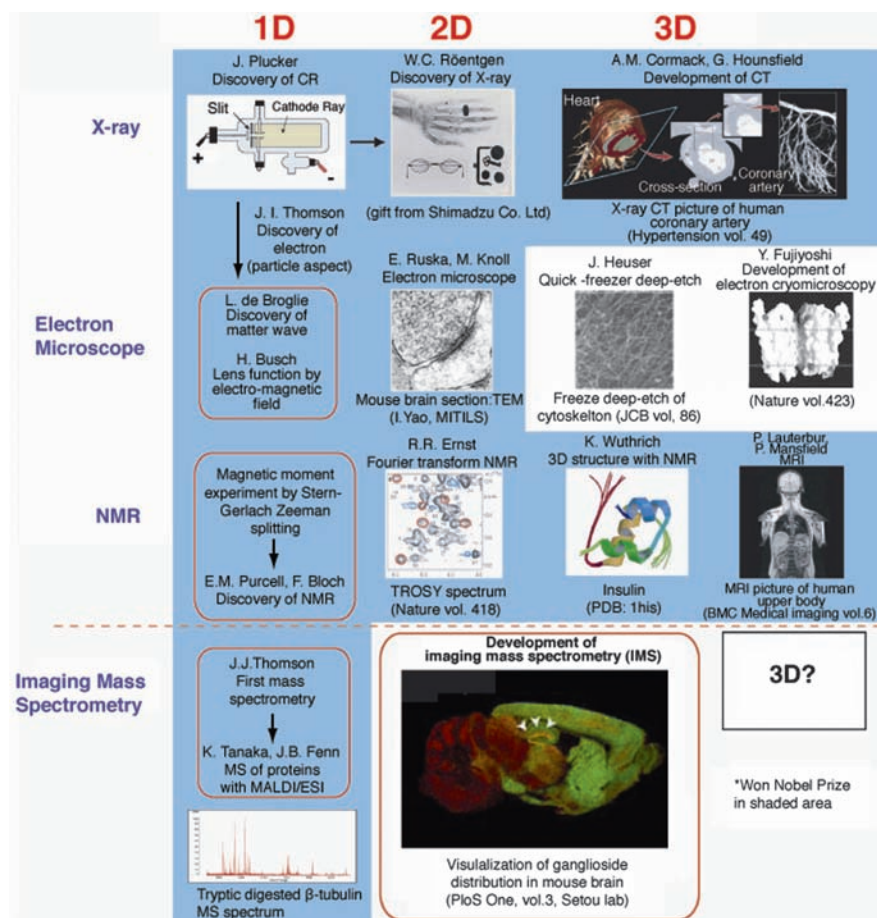 1D 2D 3D
X-ray
J. Plucker
Discovery of CR
Slit
Cathode Ray
+
-
W.C. Röentgen
Discovery of X-ray
(gift from Shimadzu Co. Ltd)
A.M. Cormack, G. Hounsfield
Development of CT
Heart
Cross-section
Coronary
artery
X-ray CT picture of human
coronary artery
(Hypertension vol. 49)
J. I. Thomson
Discovery of
electron
(particle aspect)
Electron
Microscope
L. de Broglie
Discovery of
matter wave
H. Busch
Lens function by
electro-magnetic
field
E. Ruska, M. Knoll
Electron microscope
Mouse brain section:TEM
(I.Yao, MITILS)
J. Heuser
Quick -freezer deep-etch
Freeze deep-etch of
cytoskelton (JCB vol, 86)
Y. Fujiyoshi
Development of
electron cryomicroscopy
(Nature vol.423)
NMR
Magnetic moment
experiment by Stern-
Gerlach Zeeman
splitting
E.M. Purcell, F. Bloch
Discovery of NMR
R.R. Ernst
Fourier transform NMR
TROSY spectrum
(Nature vol. 418)
K. Wuthrich
3D structure with NMR
Insulin
(PDB: 1his)
P. Lauterbur,
P. Mansfield
MRI
MRI picture of human
upper body
(BMC Medical imaging vol.6)
Imaging Mass
Spectrometry
J.J.Thomson
First mass
spectrometry
K. Tanaka, J.B. Fenn
MS of proteins
with MALDI/ESI
Tryptic digested β-tubulin
MS spectrum
Development of
imaging mass spectrometry (IMS)
Visulalization of ganglioside
distribution in mouse brain
(PloS One, vol.3, Setou lab)
3D?
*Won Nobel Prize
in shaded area